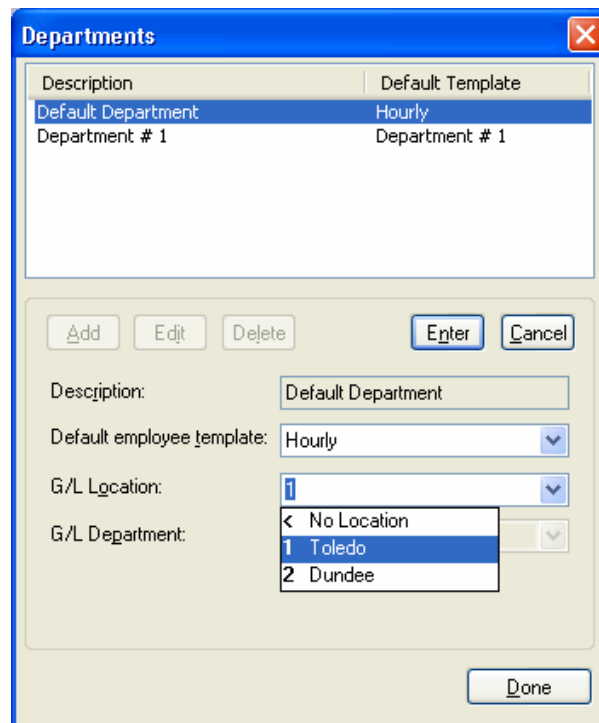 Departments
Description Default Template
Default Department Hourly
Department # 1 Department # 1
Add Edit Delete Enter Cancel
Description: Default Department
Default employee template: Hourly
G/L Location: 1
< No Location
G/L Department:
1 Toledo
2 Dundee
Done